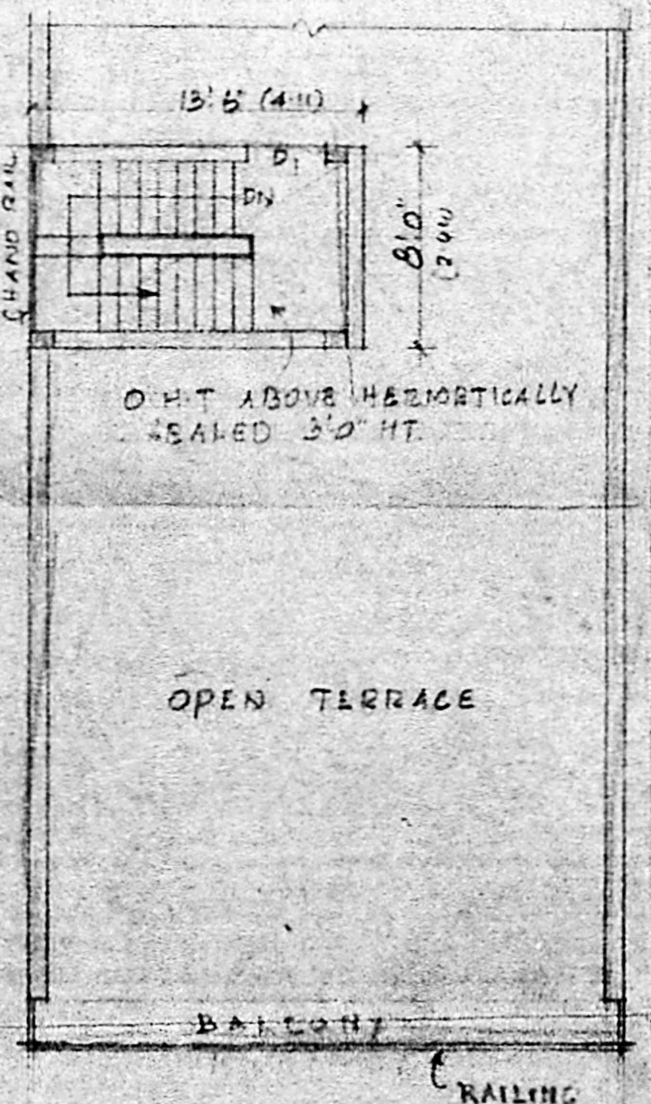 13'-6" (4.11)
D1
DN
HAND RAIL
8'-0"
(2.44)
O.H.T ABOVE HERMETICALLY
SEALED 3'-0" HT.
OPEN TERRACE
BALCONY
RAILING